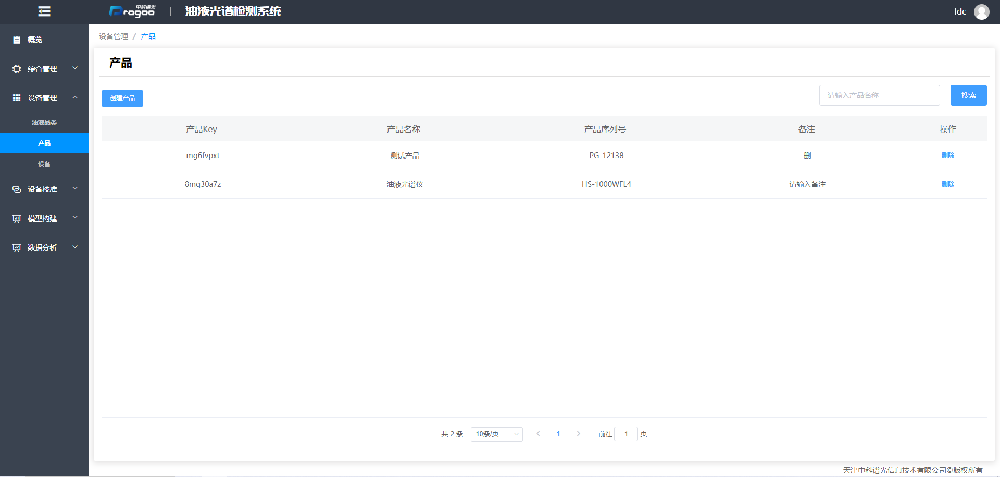 中科谱光
Pragoo
油液光谱检测系统
ldc
概览
综合管理
设备管理
油液品类
产品
设备
设备校准
模型构建
数据分析
设备管理 / 产品
产品
创建产品
请输入产品名称
搜索
产品Key 产品名称 产品序列号 备注 操作
mg6fvpxt 测试产品 PG-12138 删 删除
8mq30a7z 油液光谱仪 HS-1000WFL4 请输入备注 删除
共 2 条 10条/页 1 前往 1 页
天津中科谱光信息技术有限公司©版权所有